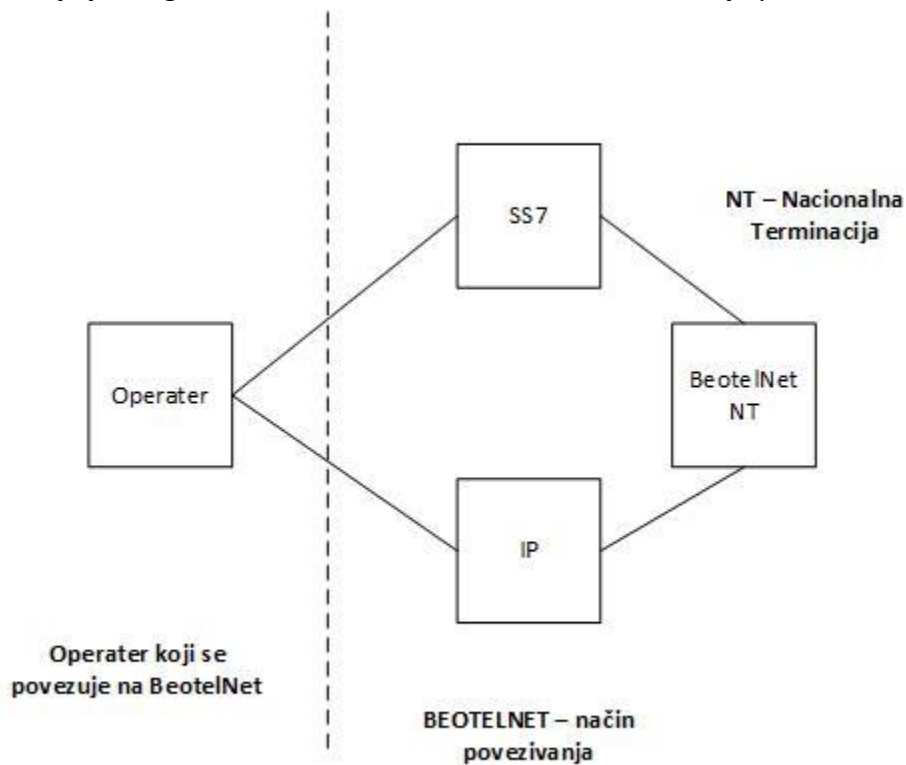 SS7
NT – Nacionalna
Terminacija
Operater
BeotelNet
NT
IP
Operater koji se
povezuje na BeotelNet
BEOTELNET – način
povezivanja